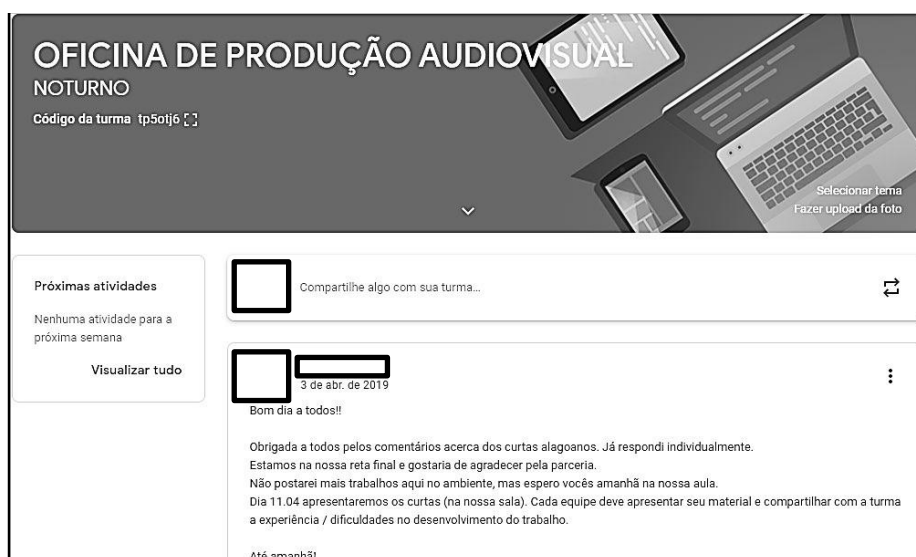 OFICINA DE PRODUÇÃO AUDIOVISUAL
NOTURNO
Código da turma tp5otj6
Selecionar tema
Fazer upload da foto
Próximas atividades
Nenhuma atividade para a
próxima semana
Visualizar tudo
Compartilhe algo com sua turma...
3 de abr. de 2019
Bom dia a todos!!
Obrigada a todos pelos comentários acerca dos curtas alagoanos. Já respondi individualmente.
Estamos na nossa reta final e gostaria de agradecer pela parceria.
Não postarei mais trabalhos aqui no ambiente, mas espero vocês amanhã na nossa aula.
Dia 11.04 apresentaremos os curtas (na nossa sala). Cada equipe deve apresentar seu material e compartilhar com a turma
a experiência / dificuldades no desenvolvimento do trabalho.
Até amanhã!